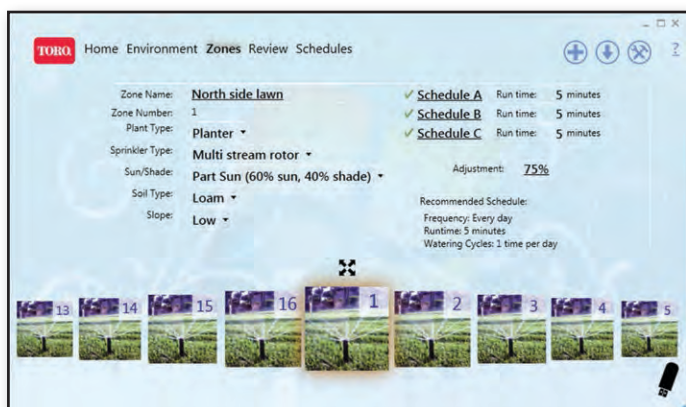 TORO.
Home Environment Zones Review Schedules
?
Zone Name: North side lawn
Zone Number: 1
Plant Type: Planter
Sprinkler Type: Multi stream rotor
Sun/Shade: Part Sun (60% sun, 40% shade)
Soil Type: Loam
Slope: Low
Schedule A Run time: 5 minutes
Schedule B Run time: 5 minutes
Schedule C Run time: 5 minutes
Adjustment: 75%
Recommended Schedule:
Frequency: Every day
Runtime: 5 minutes
Watering Cycles: 1 time per day
13 14 15 16 1 2 3 4 5